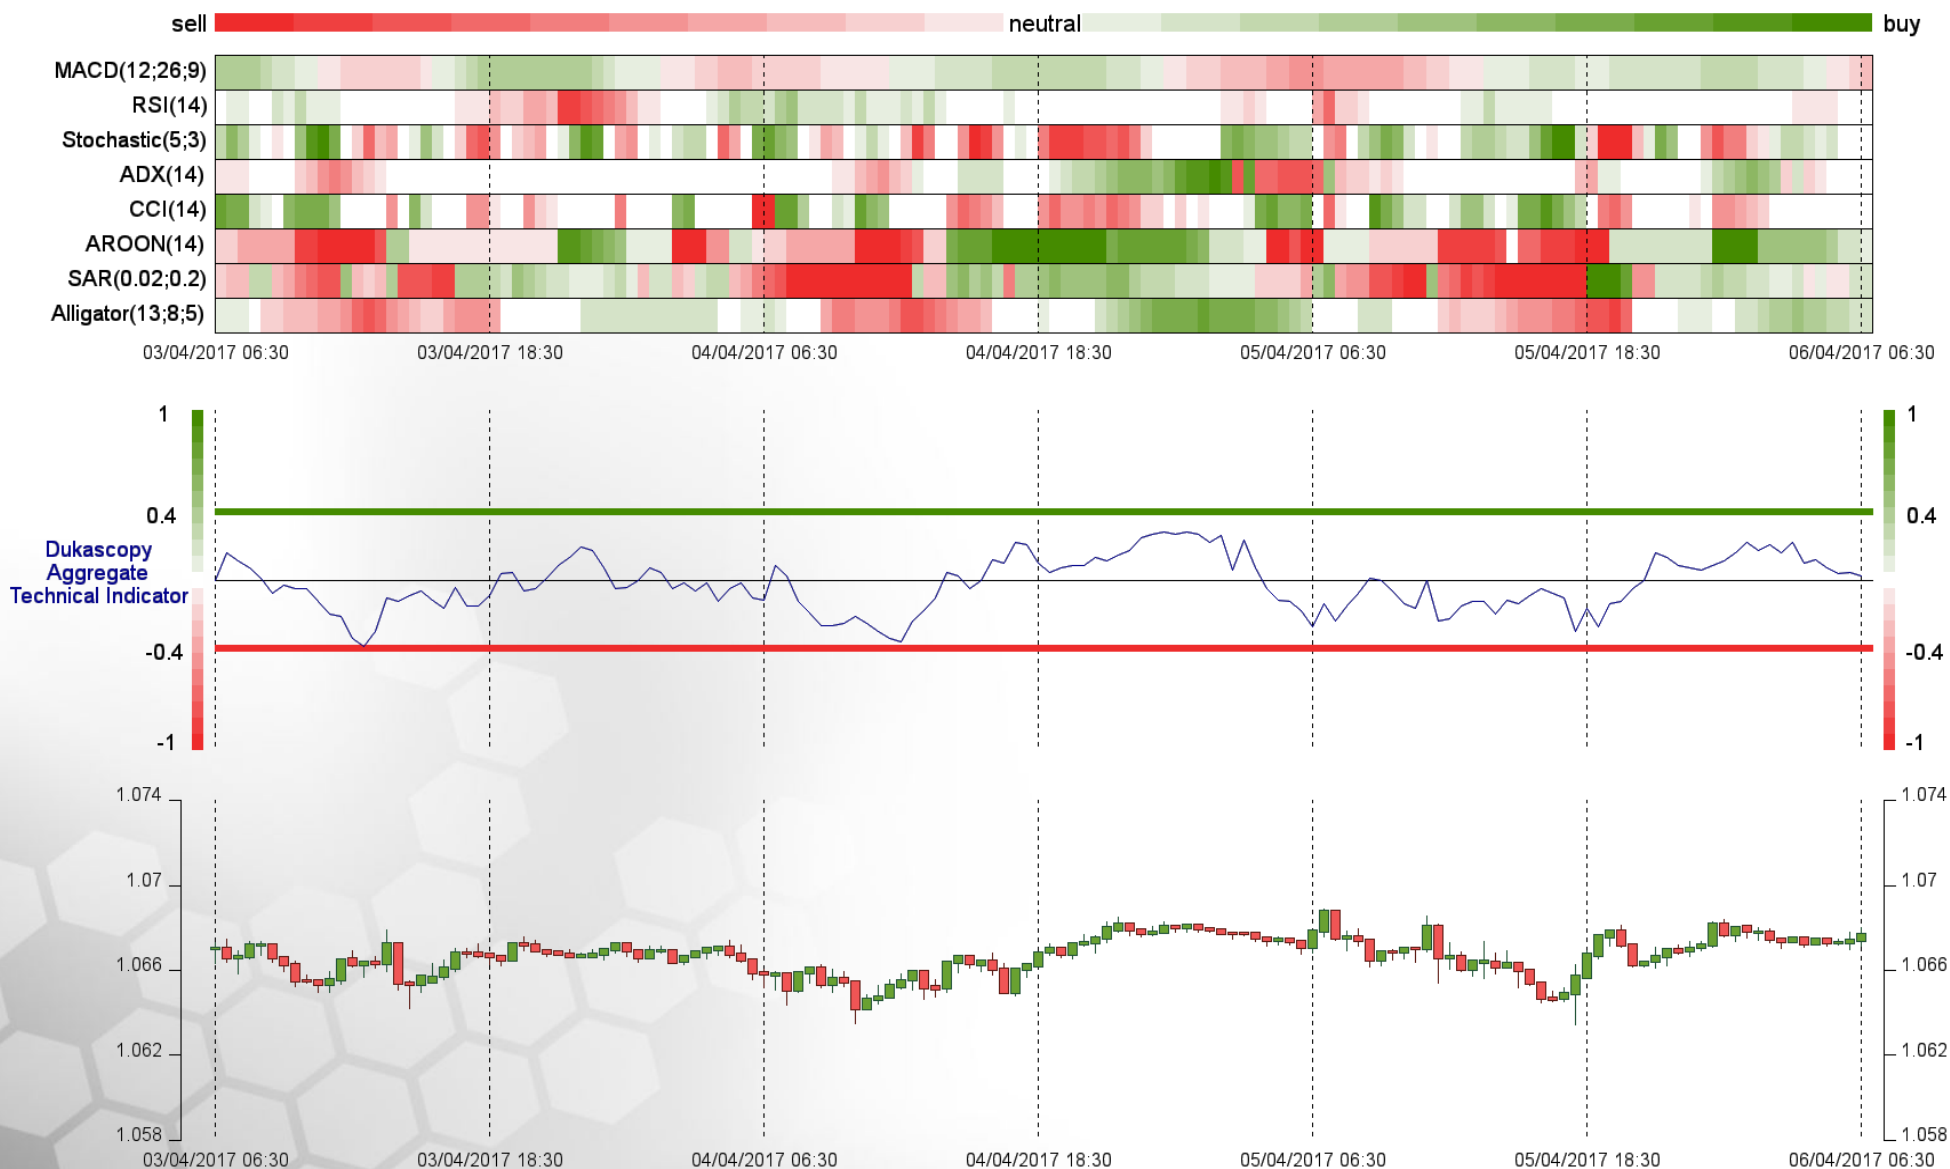 sell neutral buy
MACD(12;26;9)
RSI(14)
Stochastic(5;3)
ADX(14)
CCI(14)
AROON(14)
SAR(0.02;0.2)
Alligator(13;8;5)
03/04/2017 06:30 03/04/2017 18:30 04/04/2017 06:30 04/04/2017 18:30 05/04/2017 06:30 05/04/2017 18:30 06/04/2017 06:30
1 1
0.4 0.4
Dukascopy
Aggregate
Technical Indicator
-0.4 -0.4
-1 -1
1.074 1.074
1.07 1.07
1.066 1.066
1.062 1.062
1.058 1.058
03/04/2017 06:30 03/04/2017 18:30 04/04/2017 06:30 04/04/2017 18:30 05/04/2017 06:30 05/04/2017 18:30 06/04/2017 06:30